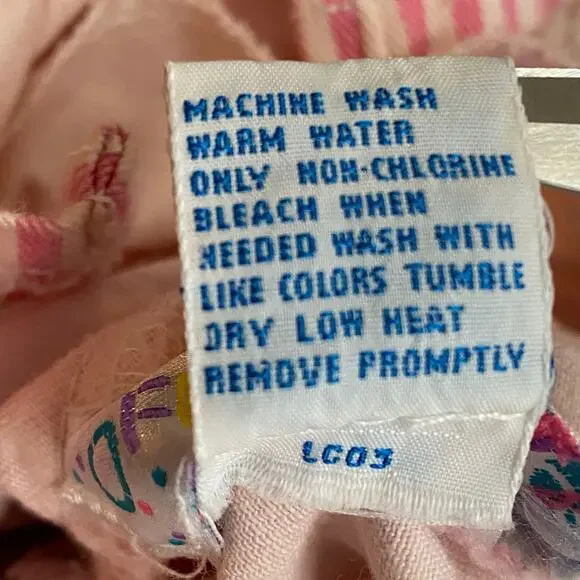 MACHINE WASH
WARM WATER
ONLY NON-CHLORINE
BLEACH WHEN
NEEDED WASH WITH
LIKE COLORS TUMBLE
DRY LOW HEAT
REMOVE PROMPTLY
LC03